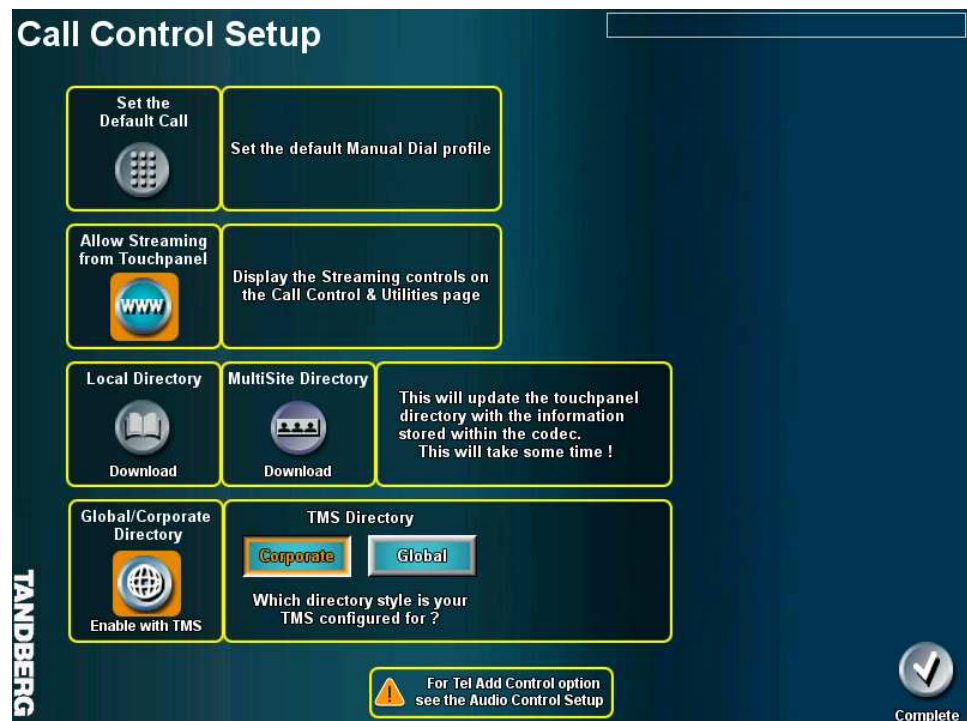 Call Control Setup
Set the
Default Call
Set the default Manual Dial profile
Allow Streaming
from Touchpanel
www
Display the Streaming controls on
the Call Control & Utilities page
Local Directory
Download
MultiSite Directory
Download
This will update the touchpanel
directory with the information
stored within the codec.
This will take some time !
Global/Corporate
Directory
Enable with TMS
TMS Directory
Corporate
Global
Which directory style is your
TMS configured for ?
TANDBERG
For Tel Add Control option
see the Audio Control Setup
Complete